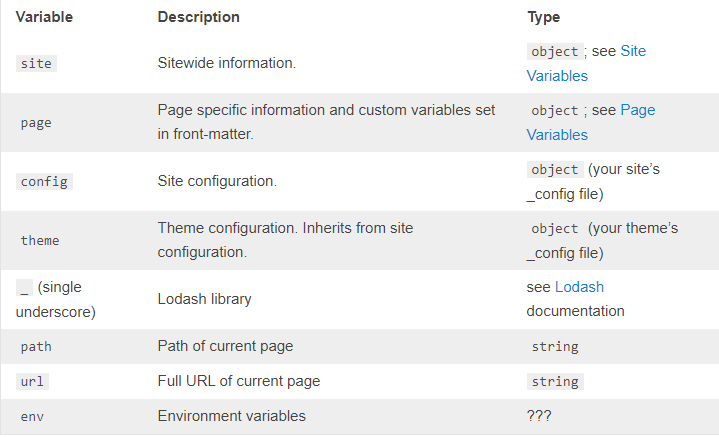 Variable Description Type
site Sitewide information. object ; see Site
Variables
page Page specific information and custom variables set object ; see Page
in front-matter. Variables
config Site configuration. object (your site's
_config file)
theme Theme configuration. Inherits from site object (your theme's
configuration. _config file)
_ (single Lodash library see Lodash
underscore) documentation
path Path of current page string
url Full URL of current page string
env Environment variables ???